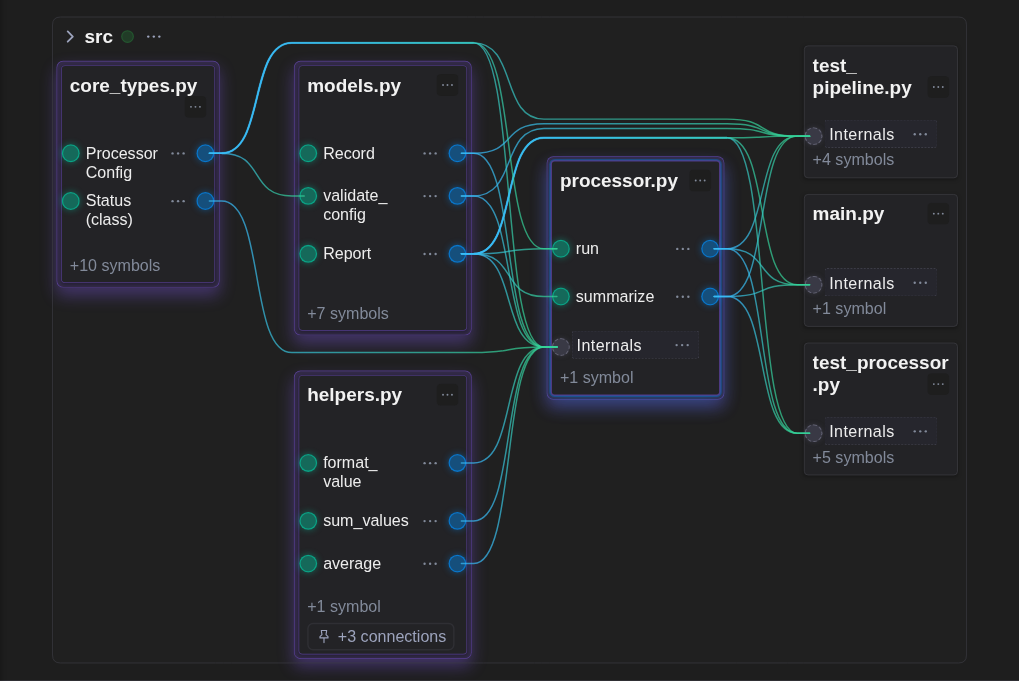 src
core_types.py
Processor
Config
Status
(class)
+10 symbols
models.py
Record
validate_
config
Report
+7 symbols
helpers.py
format_
value
sum_values
average
+1 symbol
+3 connections
processor.py
run
summarize
Internals
+1 symbol
test_
pipeline.py
Internals
+4 symbols
main.py
Internals
+1 symbol
test_processor
.py
Internals
+5 symbols